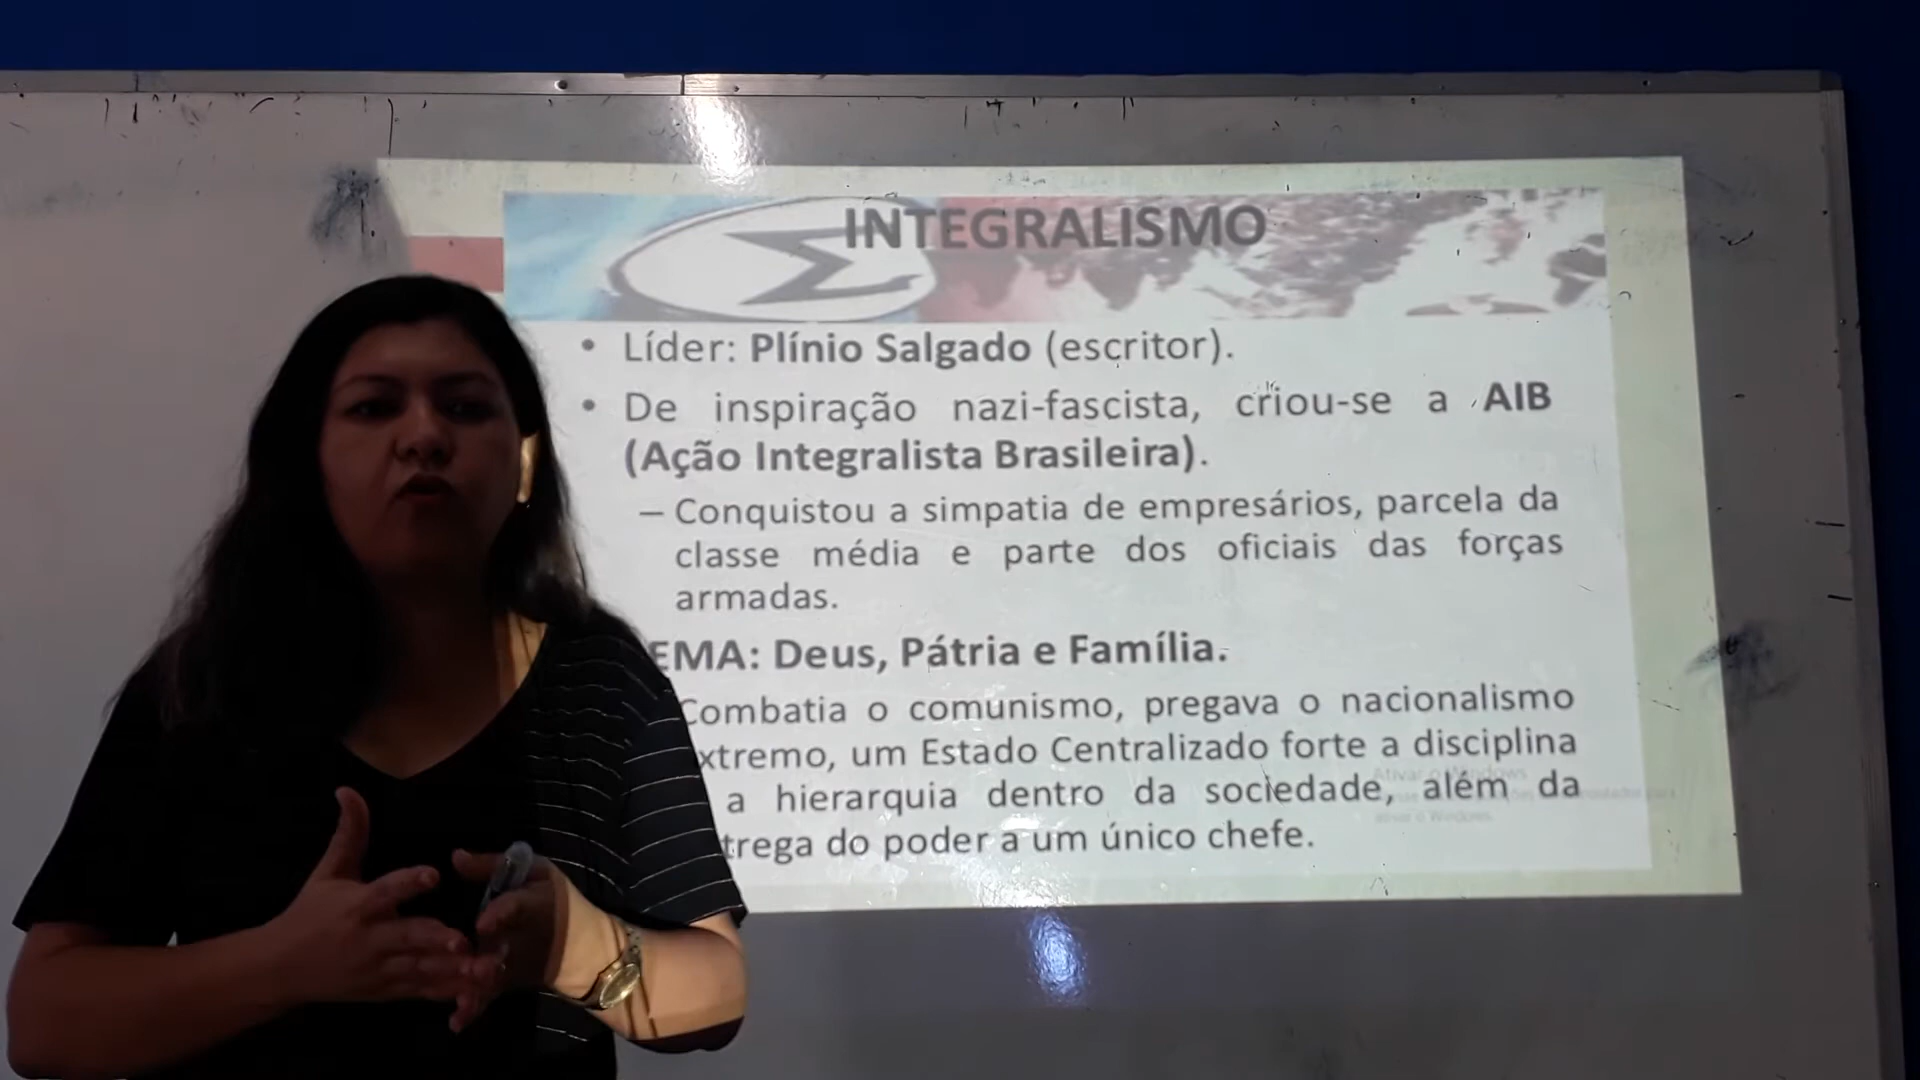 INTEGRALISMO
• Líder: Plínio Salgado (escritor).
• De inspiração nazi-fascista, criou-se a AIB
(Ação Integralista Brasileira).
– Conquistou a simpatia de empresários, parcela da
classe média e parte dos oficiais das forças
armadas.
EMA: Deus, Pátria e Família.
Combatia o comunismo, pregava o nacionalismo
xtremo, um Estado Centralizado forte a disciplina
a hierarquia dentro da sociedade, além da
trega do poder a um único chefe.
Ativar o Windows